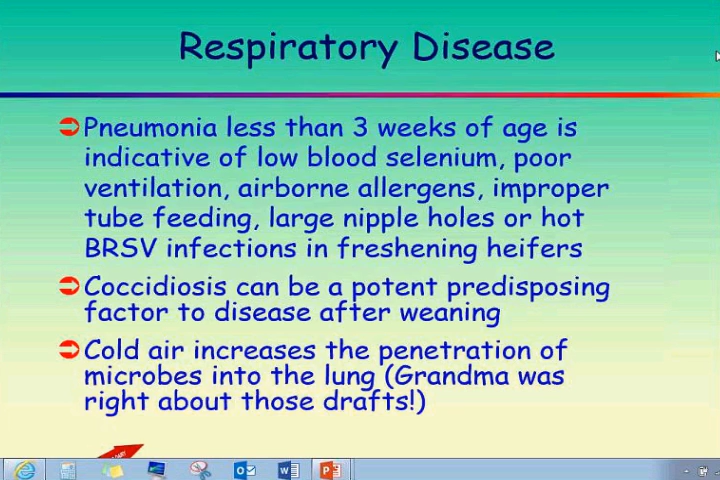 Respiratory Disease
Pneumonia less than 3 weeks of age is
indicative of low blood selenium, poor
ventilation, airborne allergens, improper
tube feeding, large nipple holes or hot
BRSV infections in freshening heifers
Coccidiosis can be a potent predisposing
factor to disease after weaning
Cold air increases the penetration of
microbes into the lung (Grandma was
right about those drafts!)